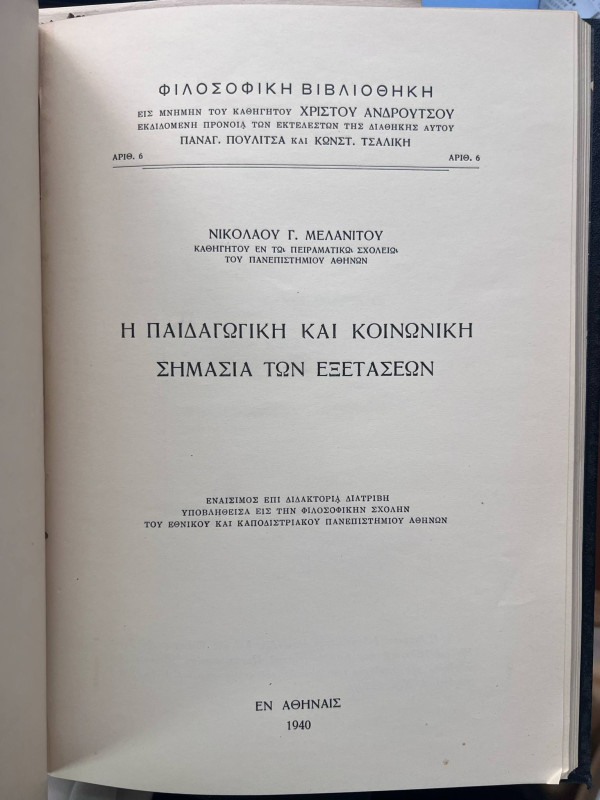 ΦΙΛΟΣΟΦΙΚΗ ΒΙΒΛΙΟΘΗΚΗ
ΕΙΣ ΜΝΗΜΗΝ ΤΟΥ ΚΑΘΗΓΗΤΟΥ ΧΡΙΣΤΟΥ ΑΝΔΡΟΥΤΣΟΥ
ΕΚΔΙΔΟΜΕΝΗ ΠΡΟΝΟΙᾼ ΤΩΝ ΕΚΤΕΛΕΣΤΩΝ ΤΗΣ ΔΙΑΘΗΚΗΣ ΑΥΤΟΥ
ΠΑΝΑΓ. ΠΟΥΛΙΤΣΑ ΚΑΙ ΚΩΝΣΤ. ΤΣΑΛΙΚΗ
ΑΡΙΘ. 6 ΑΡΙΘ. 6
ΝΙΚΟΛΑΟΥ Γ. ΜΕΛΑΝΙΤΟΥ
ΚΑΘΗΓΗΤΟΥ ΕΝ ΤΩι ΠΕΙΡΑΜΑΤΙΚΩι ΣΧΟΛΕΙΩι
ΤΟΥ ΠΑΝΕΠΙΣΤΗΜΙΟΥ ΑΘΗΝΩΝ
Η ΠΑΙΔΑΓΩΓΙΚΗ ΚΑΙ ΚΟΙΝΩΝΙΚΗ
ΣΗΜΑΣΙΑ ΤΩΝ ΕΞΕΤΑΣΕΩΝ
ΕΝΑΙΣΙΜΟΣ ΕΠΙ ΔΙΔΑΚΤΟΡΙᾼ ΔΙΑΤΡΙΒΗ
ΥΠΟΒΛΗΘΕΙΣΑ ΕΙΣ ΤΗΝ ΦΙΛΟΣΟΦΙΚΗΝ ΣΧΟΛΗΝ
ΤΟΥ ΕΘΝΙΚΟΥ ΚΑΙ ΚΑΠΟΔΙΣΤΡΙΑΚΟΥ ΠΑΝΕΠΙΣΤΗΜΙΟΥ ΑΘΗΝΩΝ
ΕΝ ΑΘΗΝΑΙΣ
1940